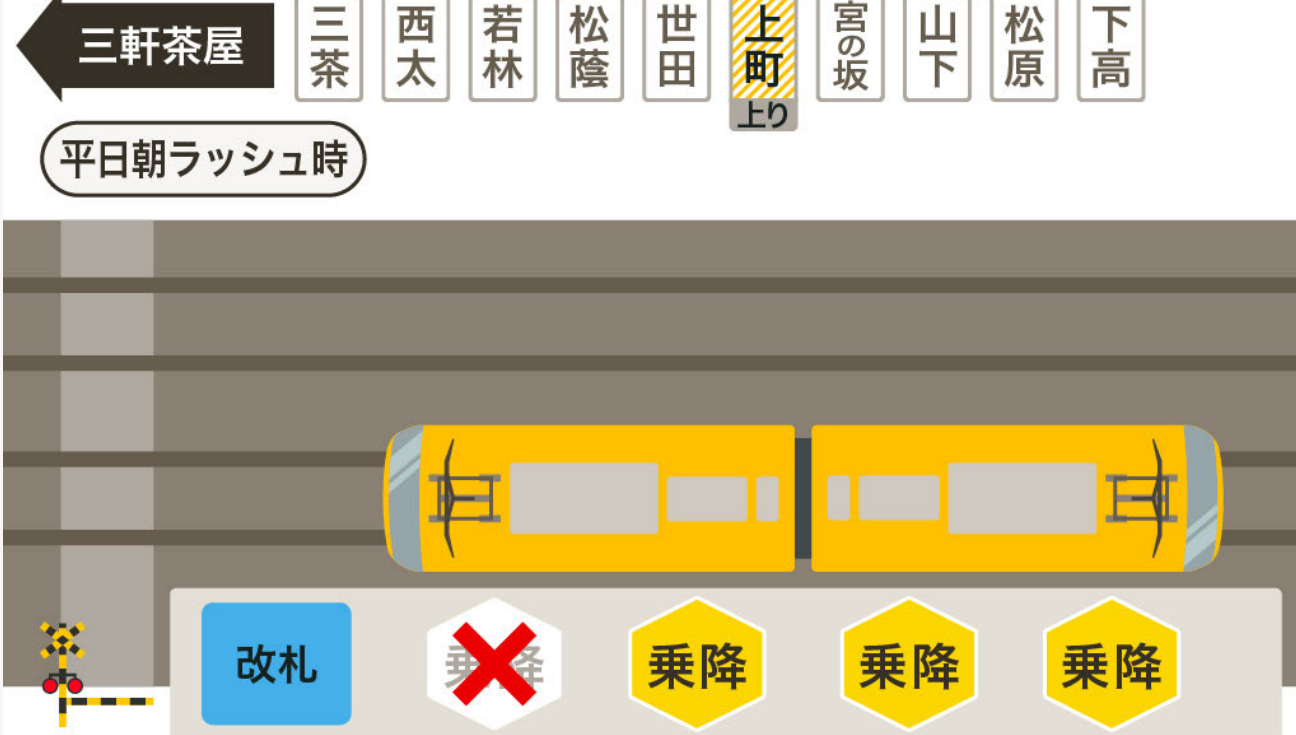 三軒茶屋
三茶
西太
若林
松蔭
世田
上町
上り
宮の坂
山下
松原
下高
平日朝ラッシュ時
改札
乗降
乗降
乗降
乗降